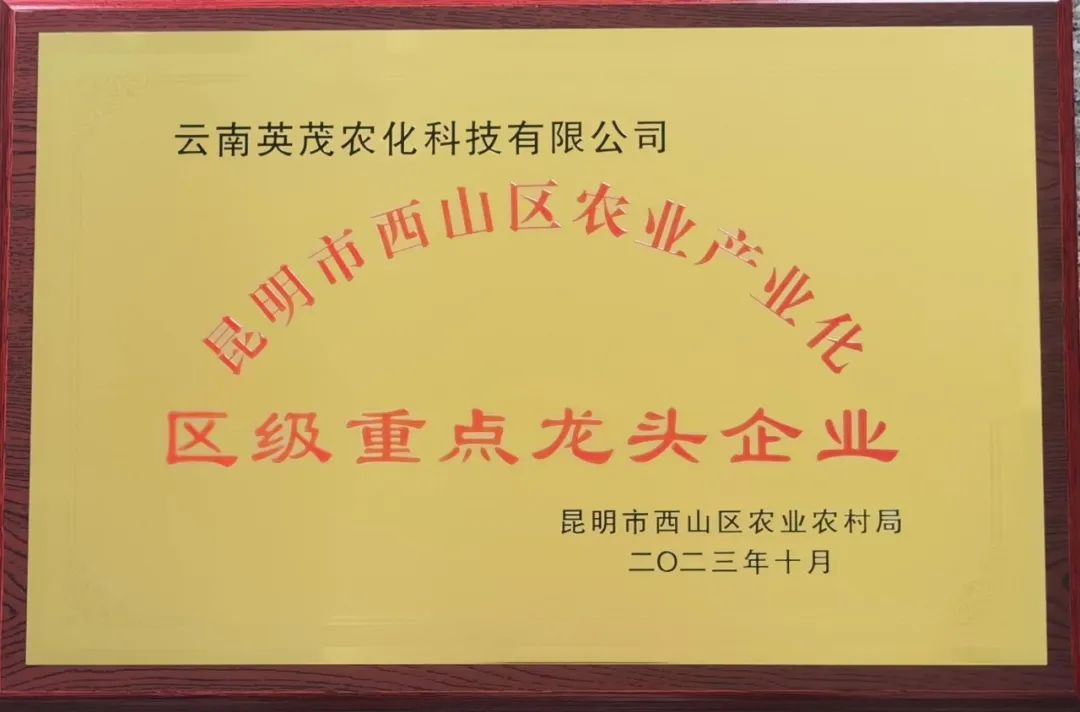 云南英茂农化科技有限公司
昆明市西山区农业产业化
区级重点龙头企业
昆明市西山区农业农村局
二〇二三年十月